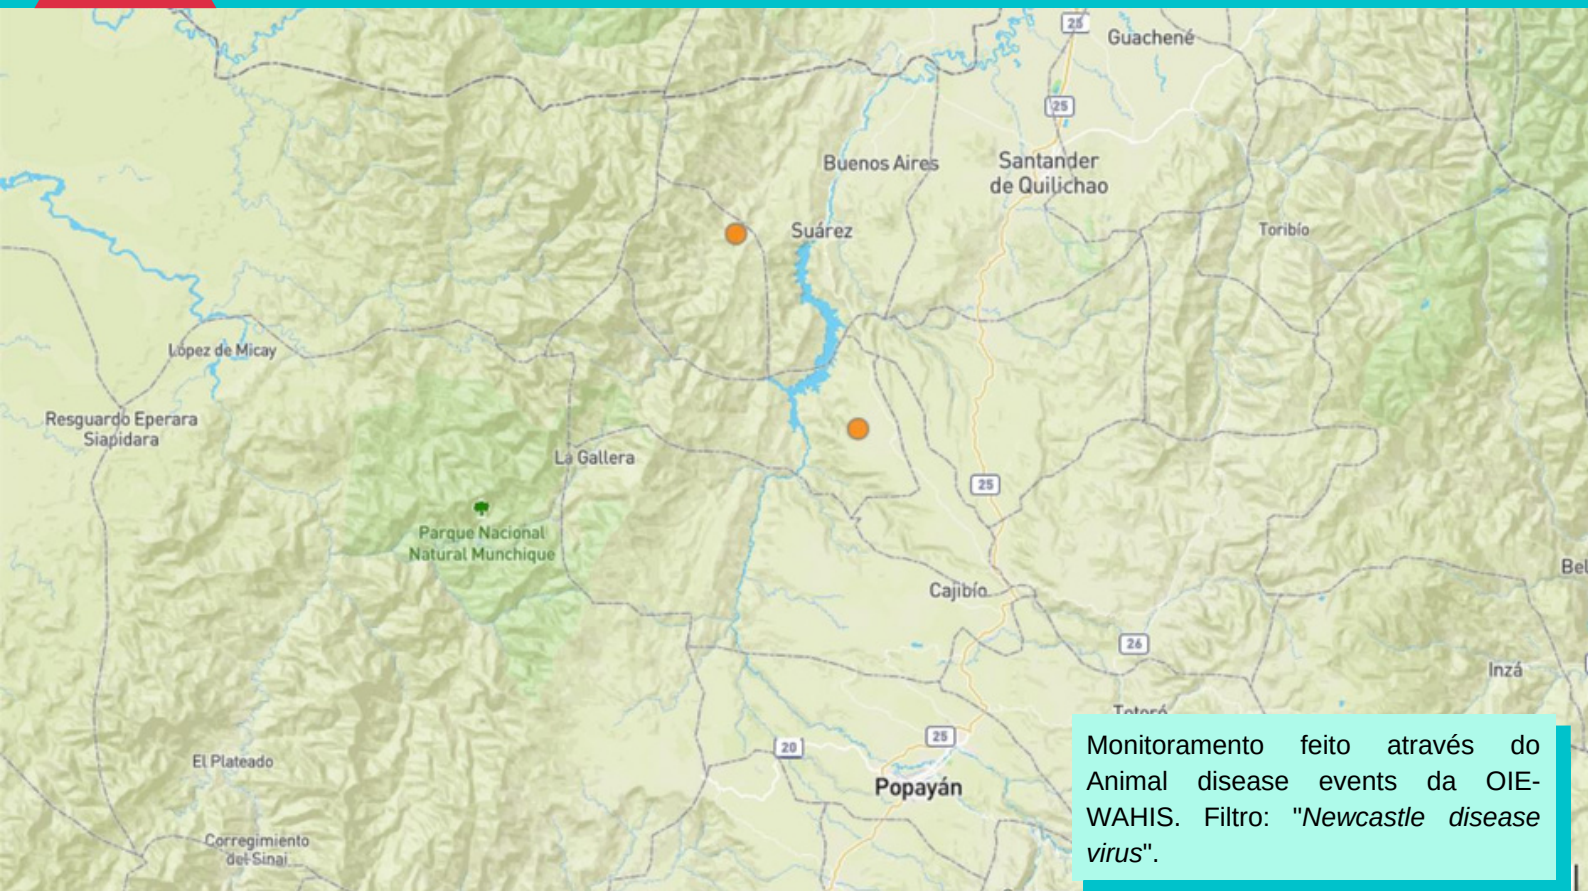 25
Guachené
25
Buenos Aires
Santander
de Quilichao
Suárez
Toribío
López de Micay
Resguardo Eperara
Siapidara
La Gallera
25
Parque Nacional
Natural Munchique
Cajibío
Bel
26
Inzá
Totoró
20
25
El Plateado
Popayán
Corregimiento
del Sinai
Monitoramento feito através do
Animal disease events da OIE-
WAHIS. Filtro: "Newcastle disease
virus".